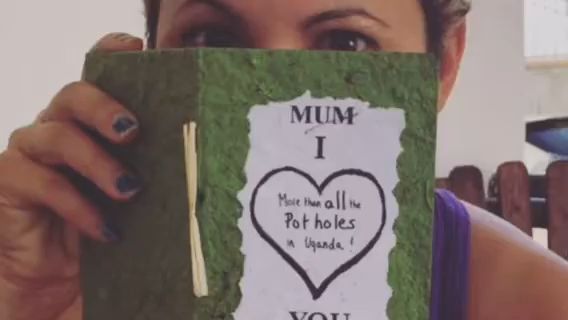 MUM
I
More than all the
Pot holes
in Uganda!
YOU